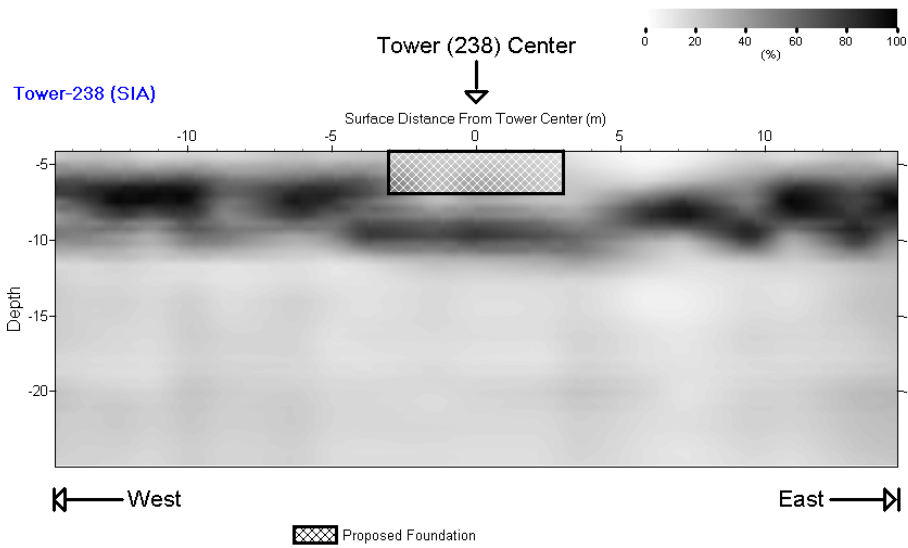 0 20 40 60 80 100
(%)
Tower (238) Center
Tower-238 (SIA)
Surface Distance From Tower Center (m)
-10 -5 0 5 10
-5
-10
-15
-20
Depth
West
East
Proposed Foundation